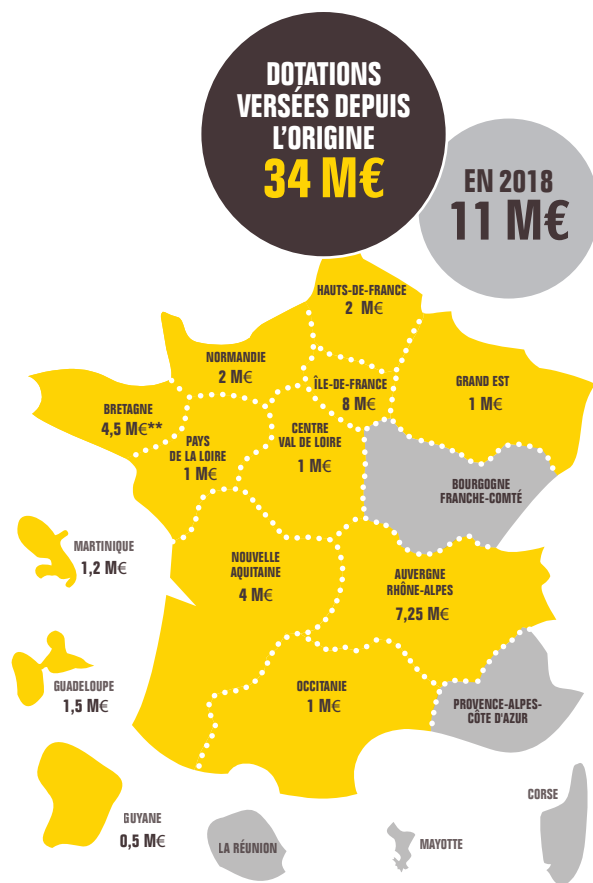 DOTATIONS
VERSÉES DEPUIS
L'ORIGINE
34 M€
EN 2018
11 M€
HAUTS-DE-FRANCE
2 M€
NORMANDIE
2 M€
ÎLE-DE-FRANCE
8 M€
GRAND EST
1 M€
BRETAGNE
4,5 M€**
PAYS
DE LA LOIRE
1 M€
CENTRE
VAL DE LOIRE
1 M€
BOURGOGNE
FRANCHE-COMTÉ
MARTINIQUE
1,2 M€
NOUVELLE
AQUITAINE
4 M€
AUVERGNE
RHÔNE-ALPES
7,25 M€
GUADELOUPE
1,5 M€
OCCITANIE
1 M€
PROVENCE-ALPES-
CÔTE D'AZUR
GUYANE
0,5 M€
LA RÉUNION
MAYOTTE
CORSE